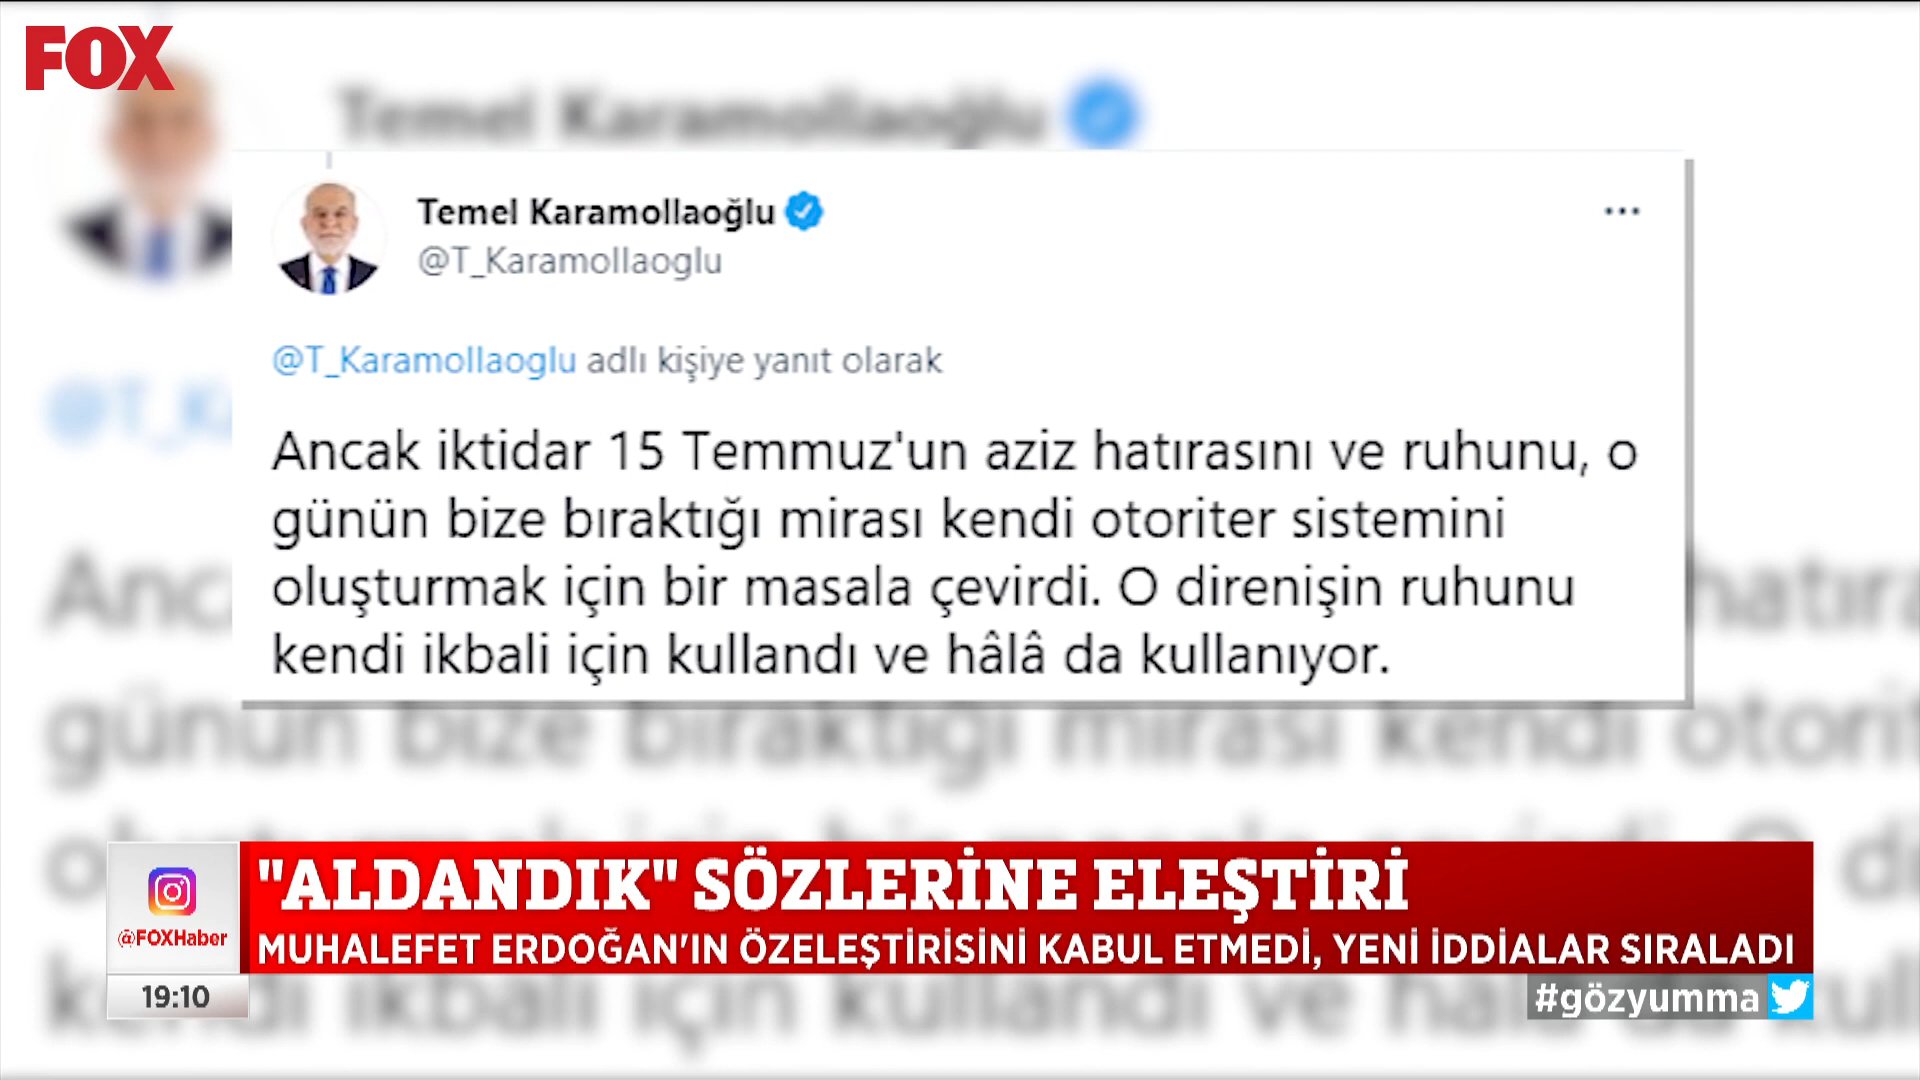 FOX
Temel Karamollaoğlu
Temel Karamollaoğlu
@T_Karamollaoglu
@T_Karamollaoglu adlı kişiye yanıt olarak
Ancak iktidar 15 Temmuz'un aziz hatırasını ve ruhunu, o
günün bize bıraktığı mirası kendi otoriter sistemini
oluşturmak için bir masala çevirdi. O direnişin ruhunu
kendi ikbali için kullandı ve hâlâ da kullanıyor.
"ALDANDIK" SÖZLERİNE ELEŞTİRİ
@FOXHaber
MUHALEFET ERDOĞAN'IN ÖZELEŞTİRİSİNİ KABUL ETMEDİ, YENİ İDDİALAR SIRALADI
19:10
#gözyumma